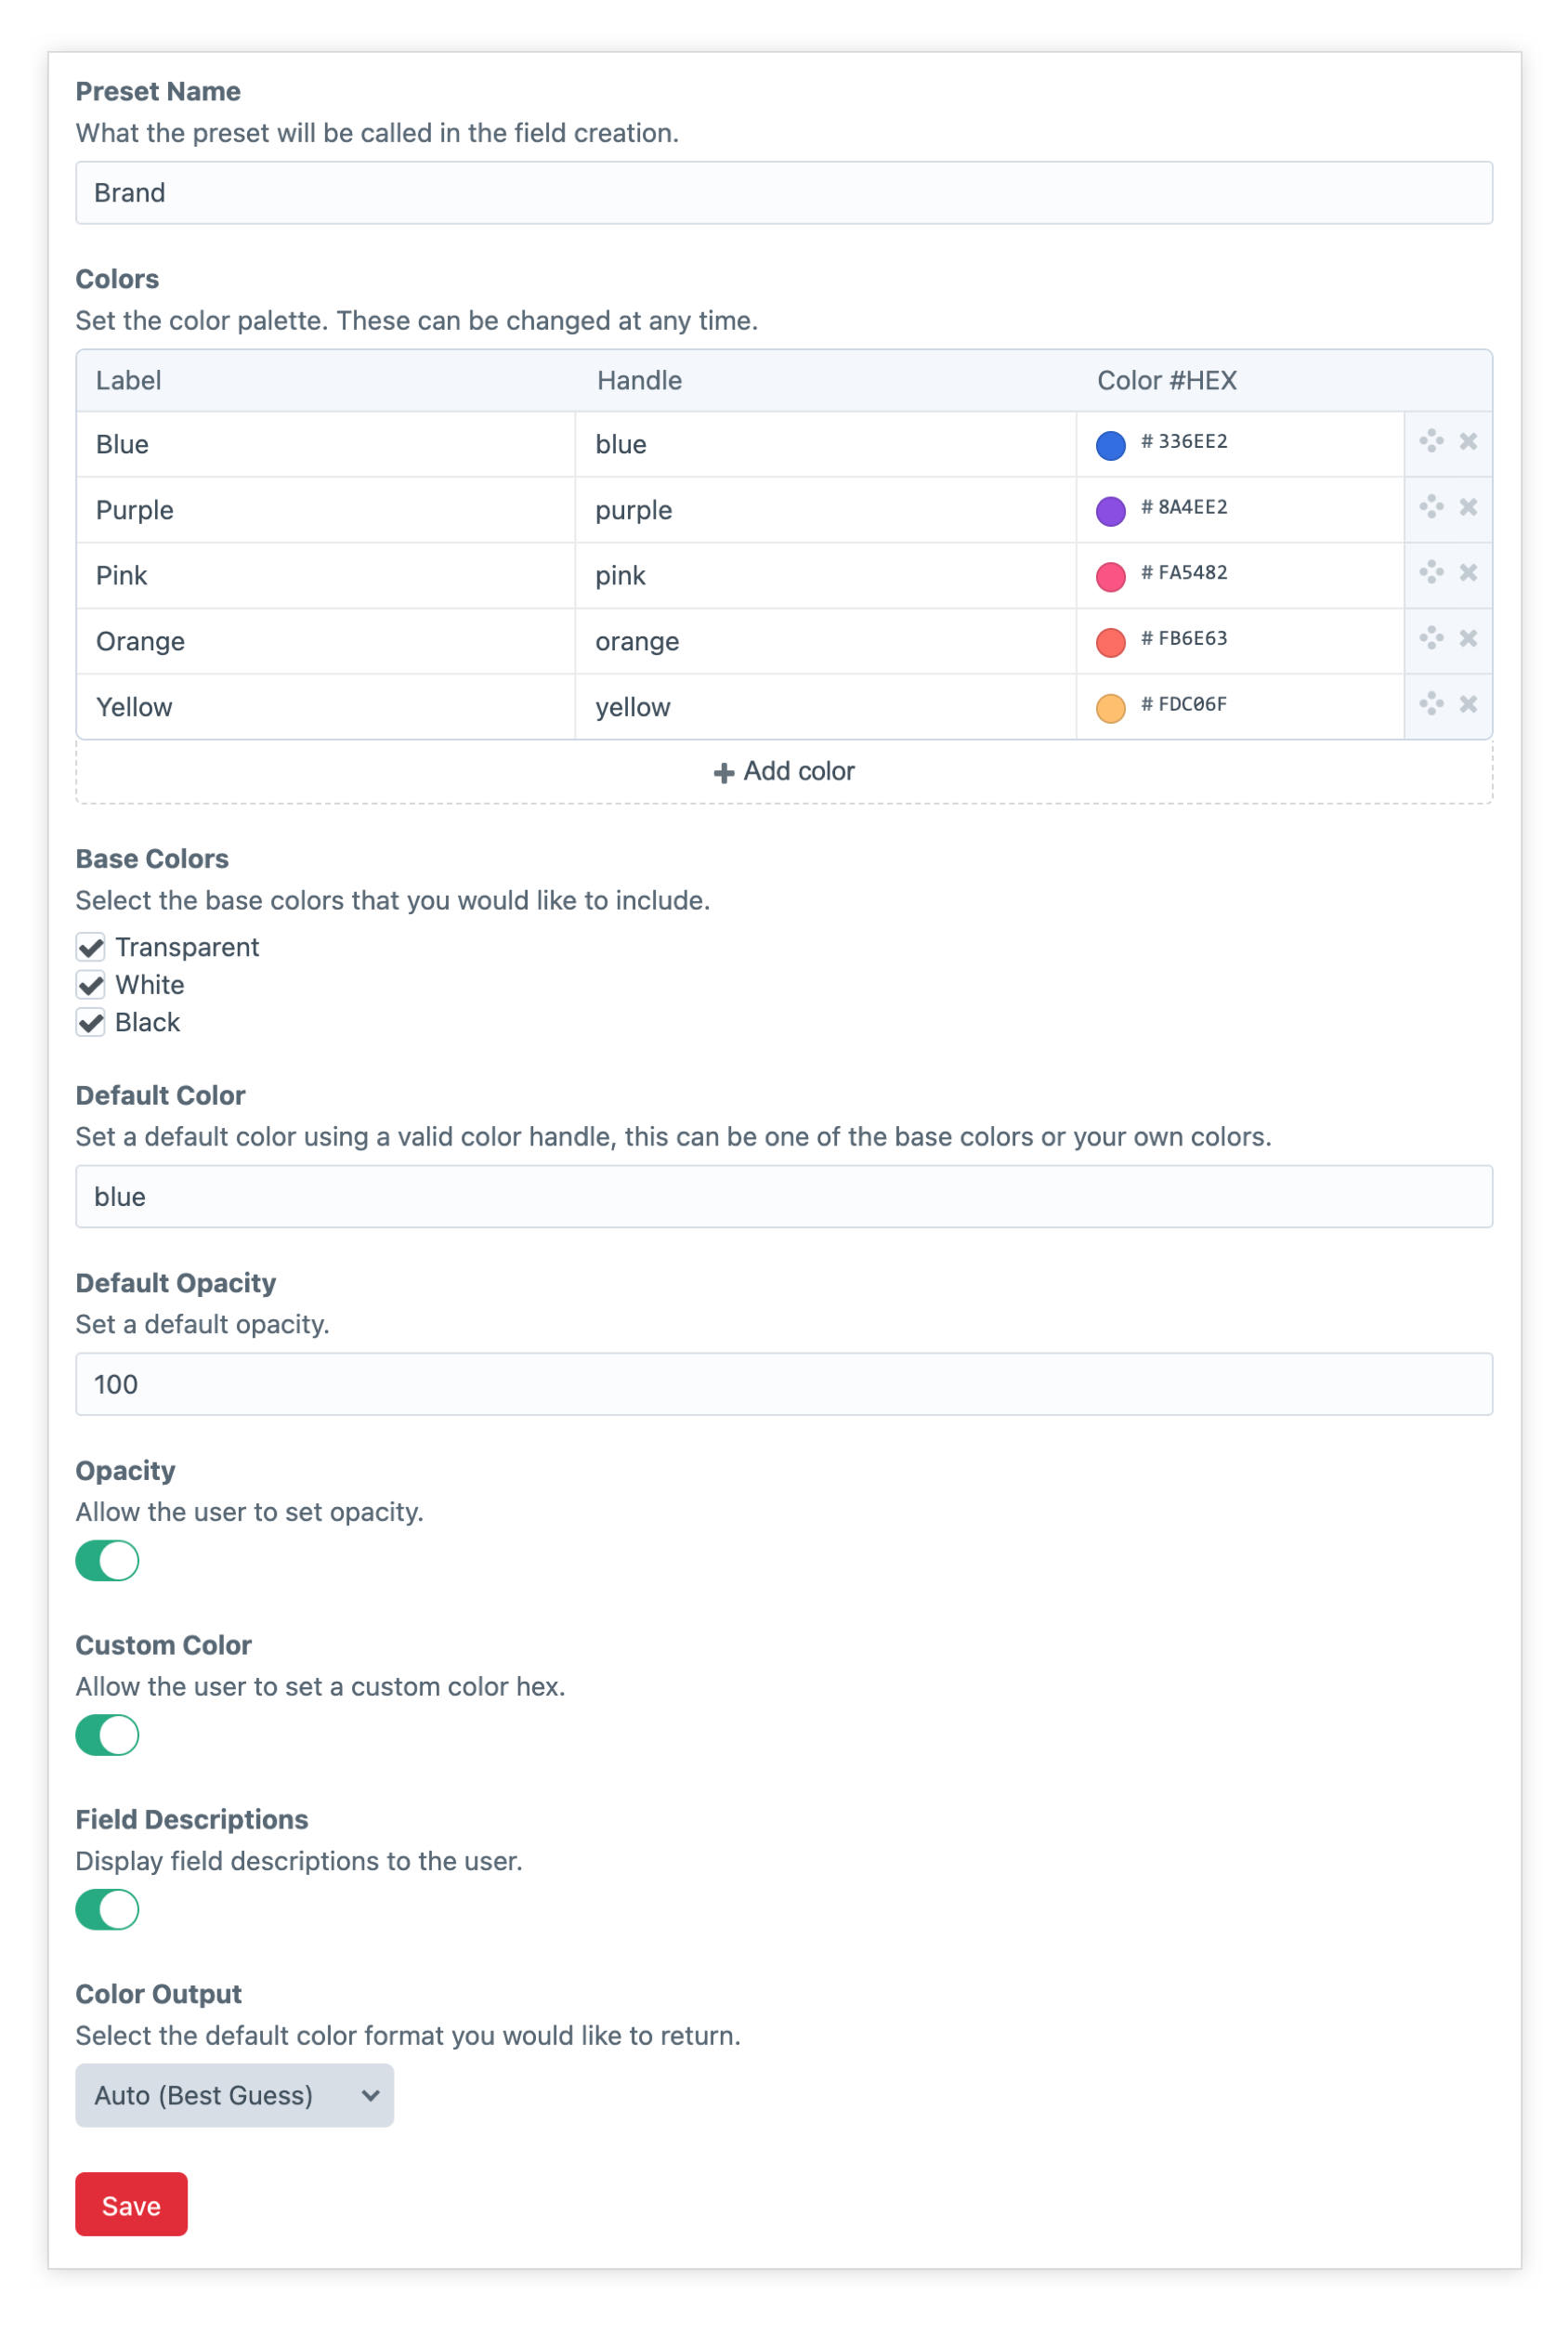 Preset Name
What the preset will be called in the field creation.
Brand
Colors
Set the color palette. These can be changed at any time.
Label Handle Color #HEX
Blue blue # 336EE2
Purple purple # 8A4EE2
Pink pink # FA5482
Orange orange # FB6E63
Yellow yellow # FDC06F
Add color
Base Colors
Select the base colors that you would like to include.
Transparent
White
Black
Default Color
Set a default color using a valid color handle, this can be one of the base colors or your own colors.
blue
Default Opacity
Set a default opacity.
100
Opacity
Allow the user to set opacity.
Custom Color
Allow the user to set a custom color hex.
Field Descriptions
Display field descriptions to the user.
Color Output
Select the default color format you would like to return.
Auto (Best Guess)
Save